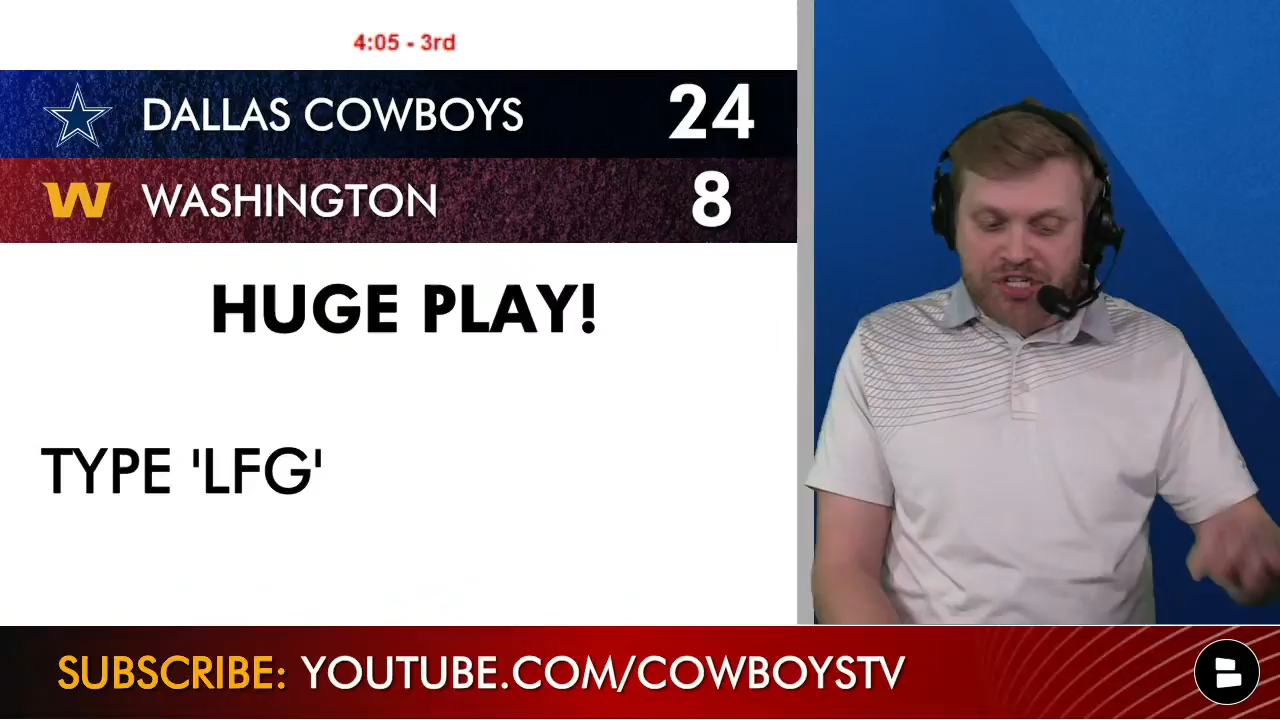 4:05 - 3rd
DALLAS COWBOYS 24
W WASHINGTON 8
HUGE PLAY!
TYPE 'LFG'
SUBSCRIBE: YOUTUBE.COM/COWBOYSTV